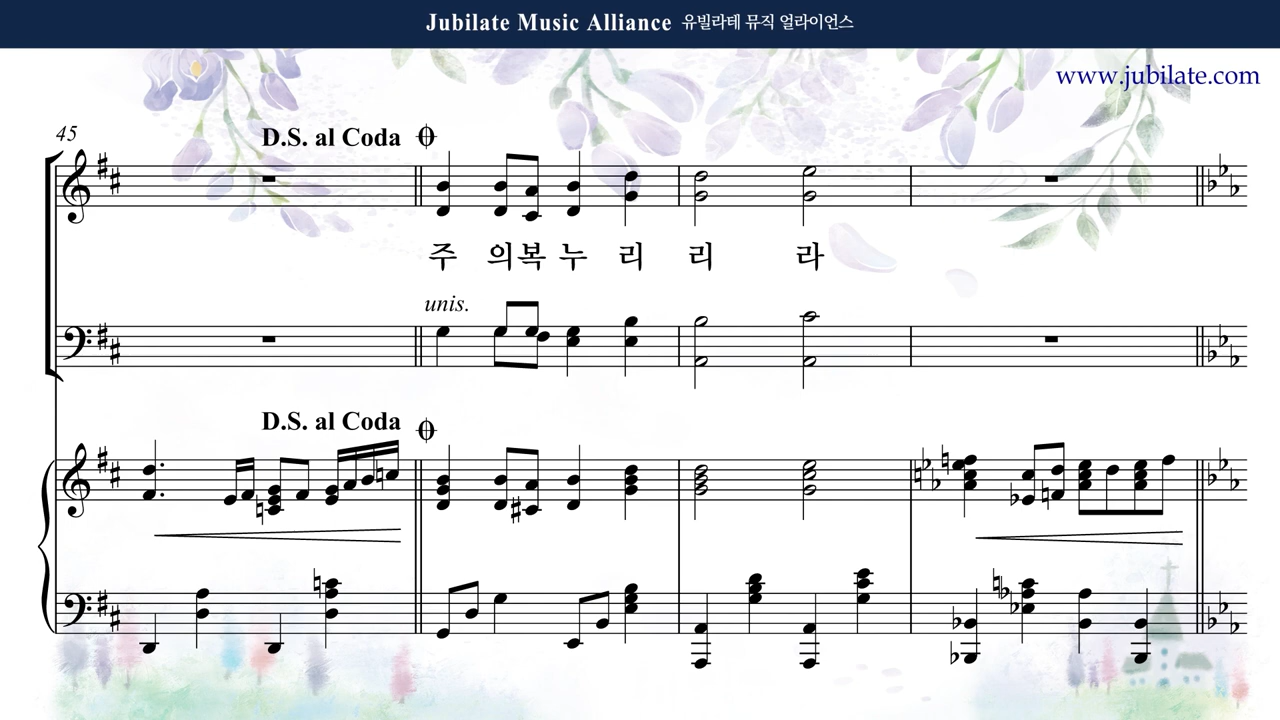 Jubilate Music Alliance 유빌라테 뮤직 얼라이언스
www.jubilate.com
45
D.S. al Coda
주 의 복 누 리 리 라
unis.
D.S. al Coda